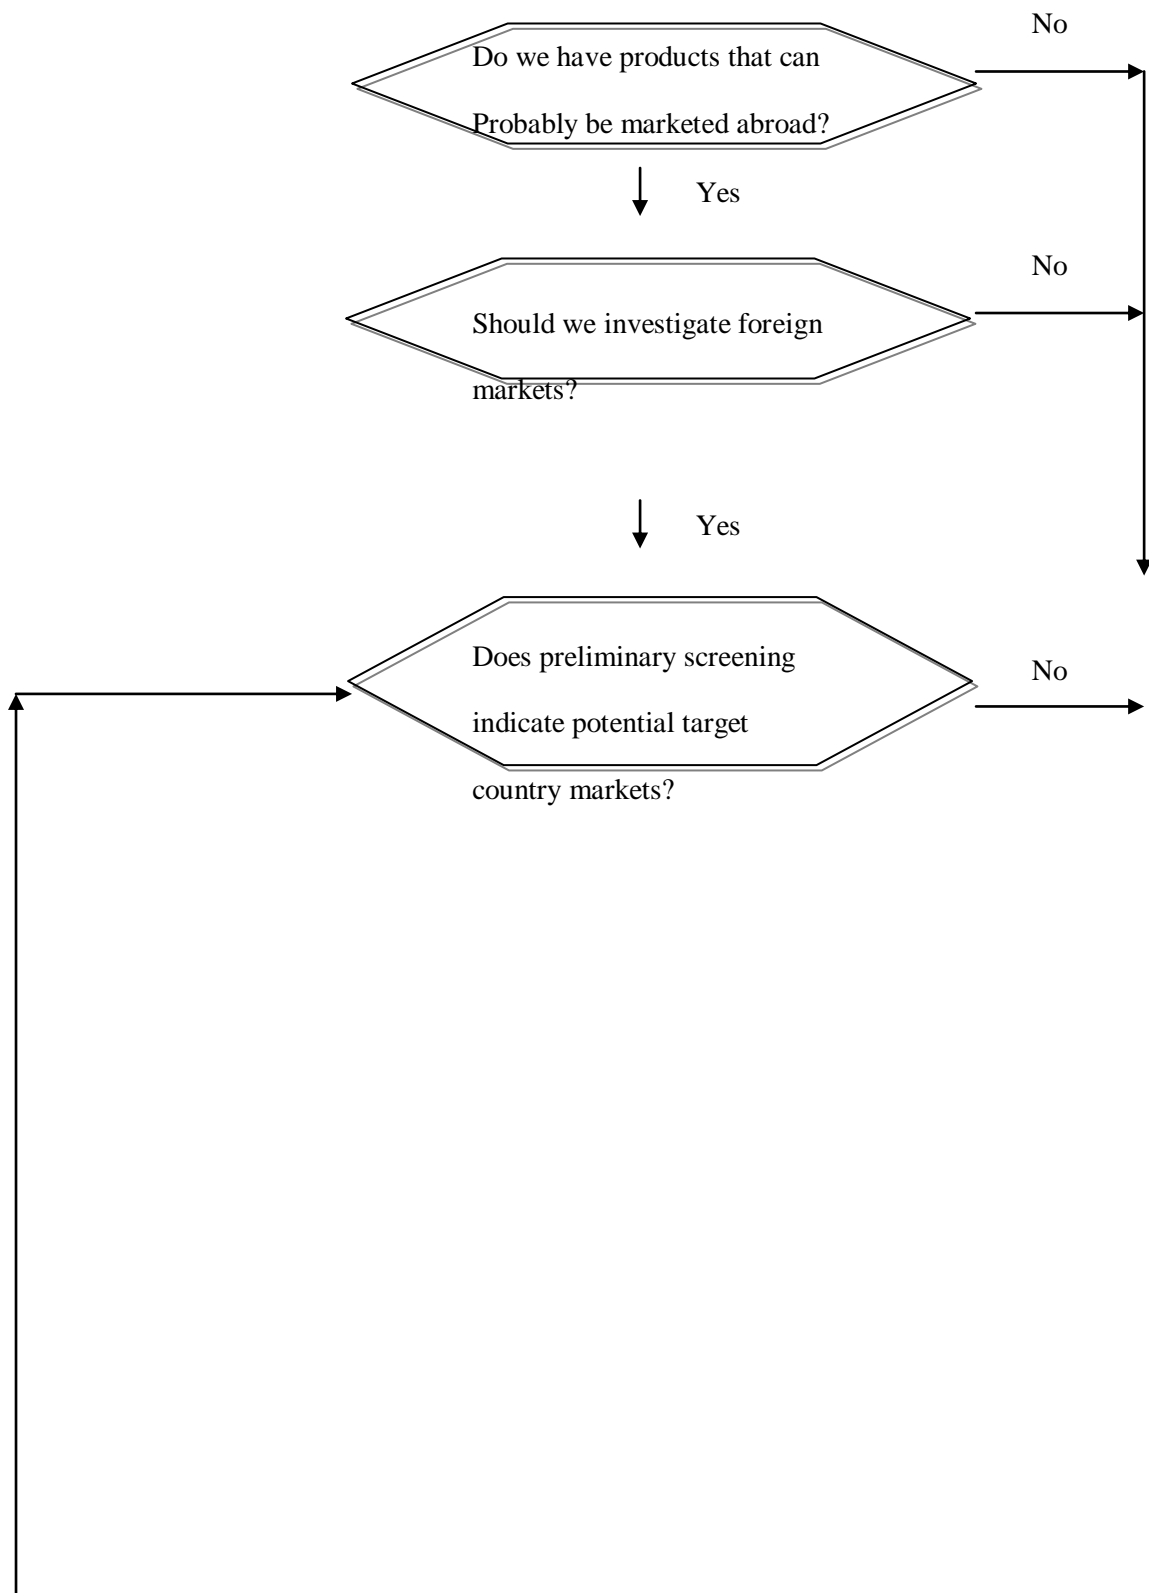 No
Do we have products that can
Probably be marketed abroad?
Yes
No
Should we investigate foreign
markets?
Yes
Does preliminary screening
No
indicate potential target
country markets?